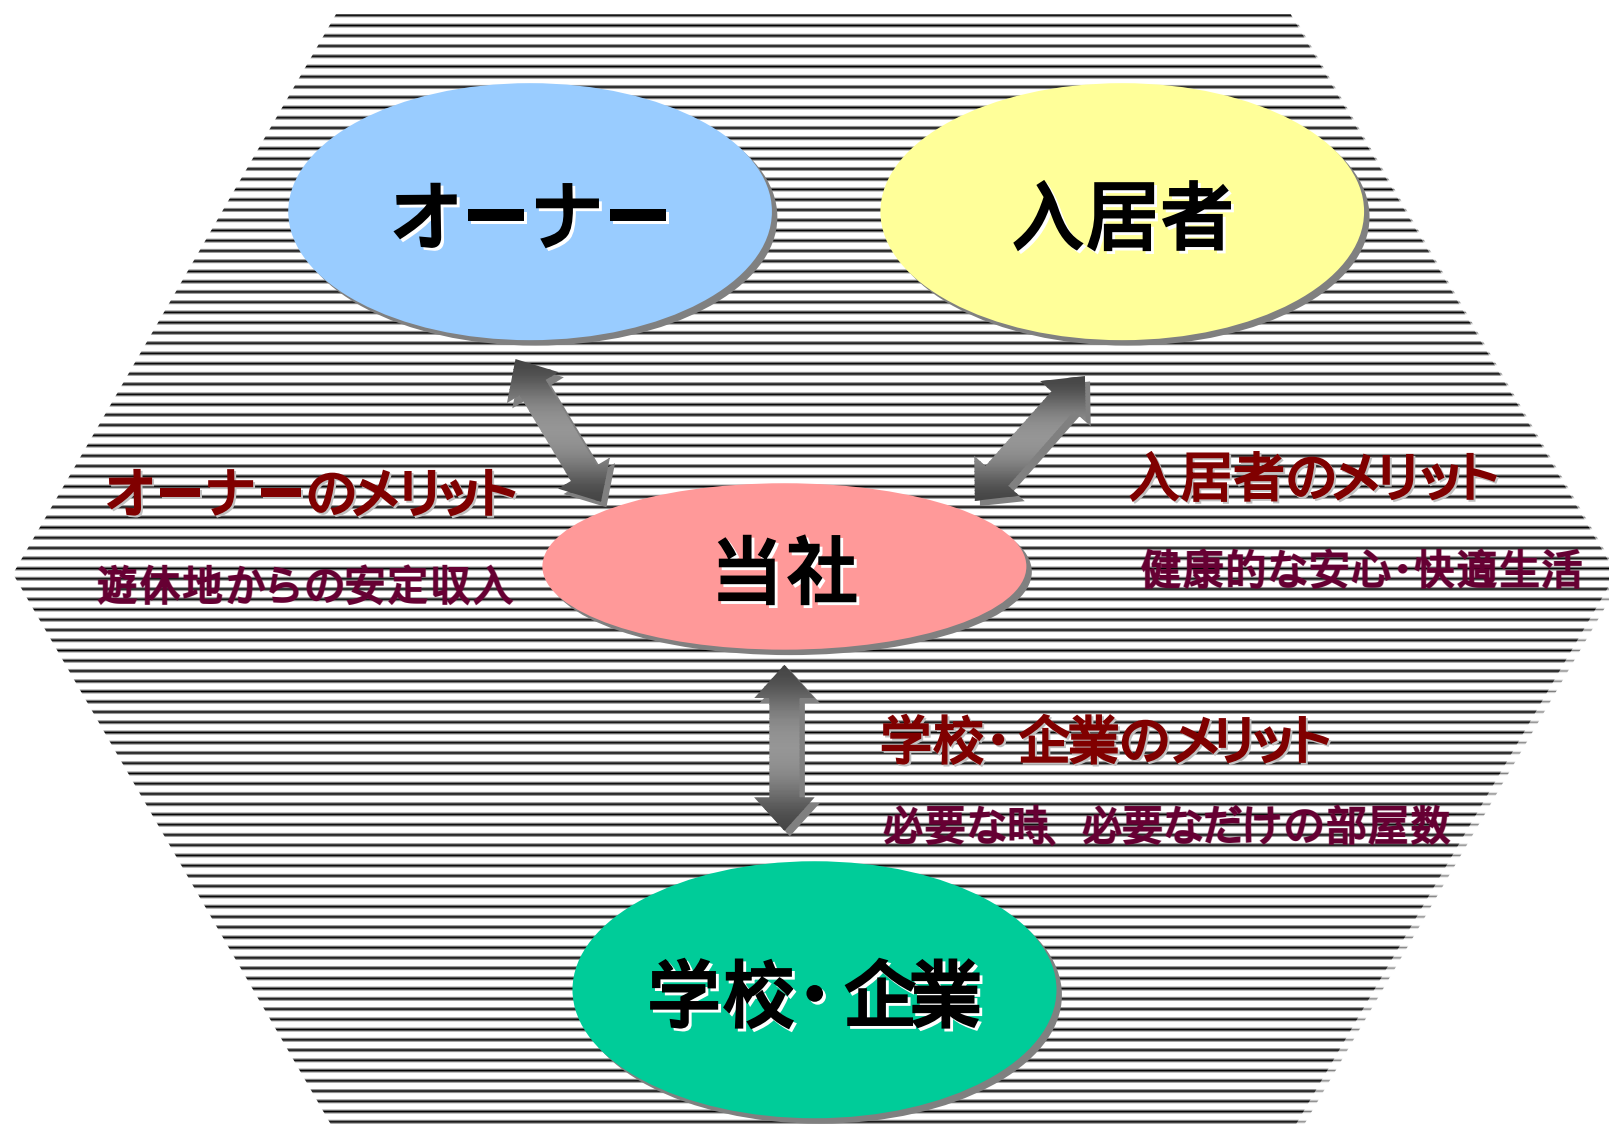 オーナー
入居者
オーナーのメリット
入居者のメリット
当社
健康的な安心・快適生活
遊休地からの安定収入
学校・企業のメリット
必要な時、必要なだけの部屋数
学校・企業